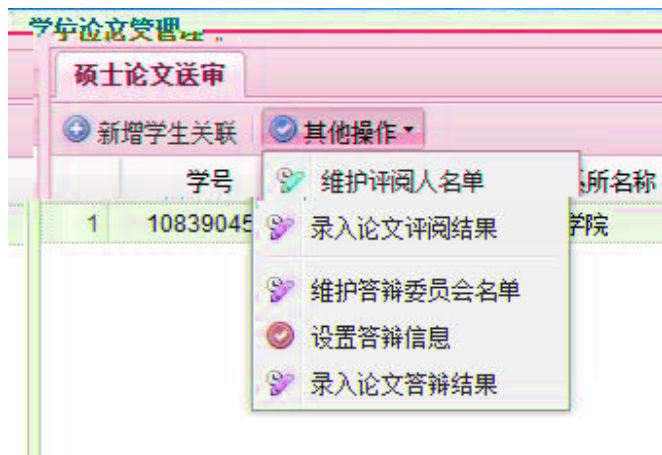 学位论文管理
硕士论文送审
新增学生关联 其他操作
学号 所名称
1 10839045 学院
维护评阅人名单
录入论文评阅结果
维护答辩委员会名单
设置答辩信息
录入论文答辩结果